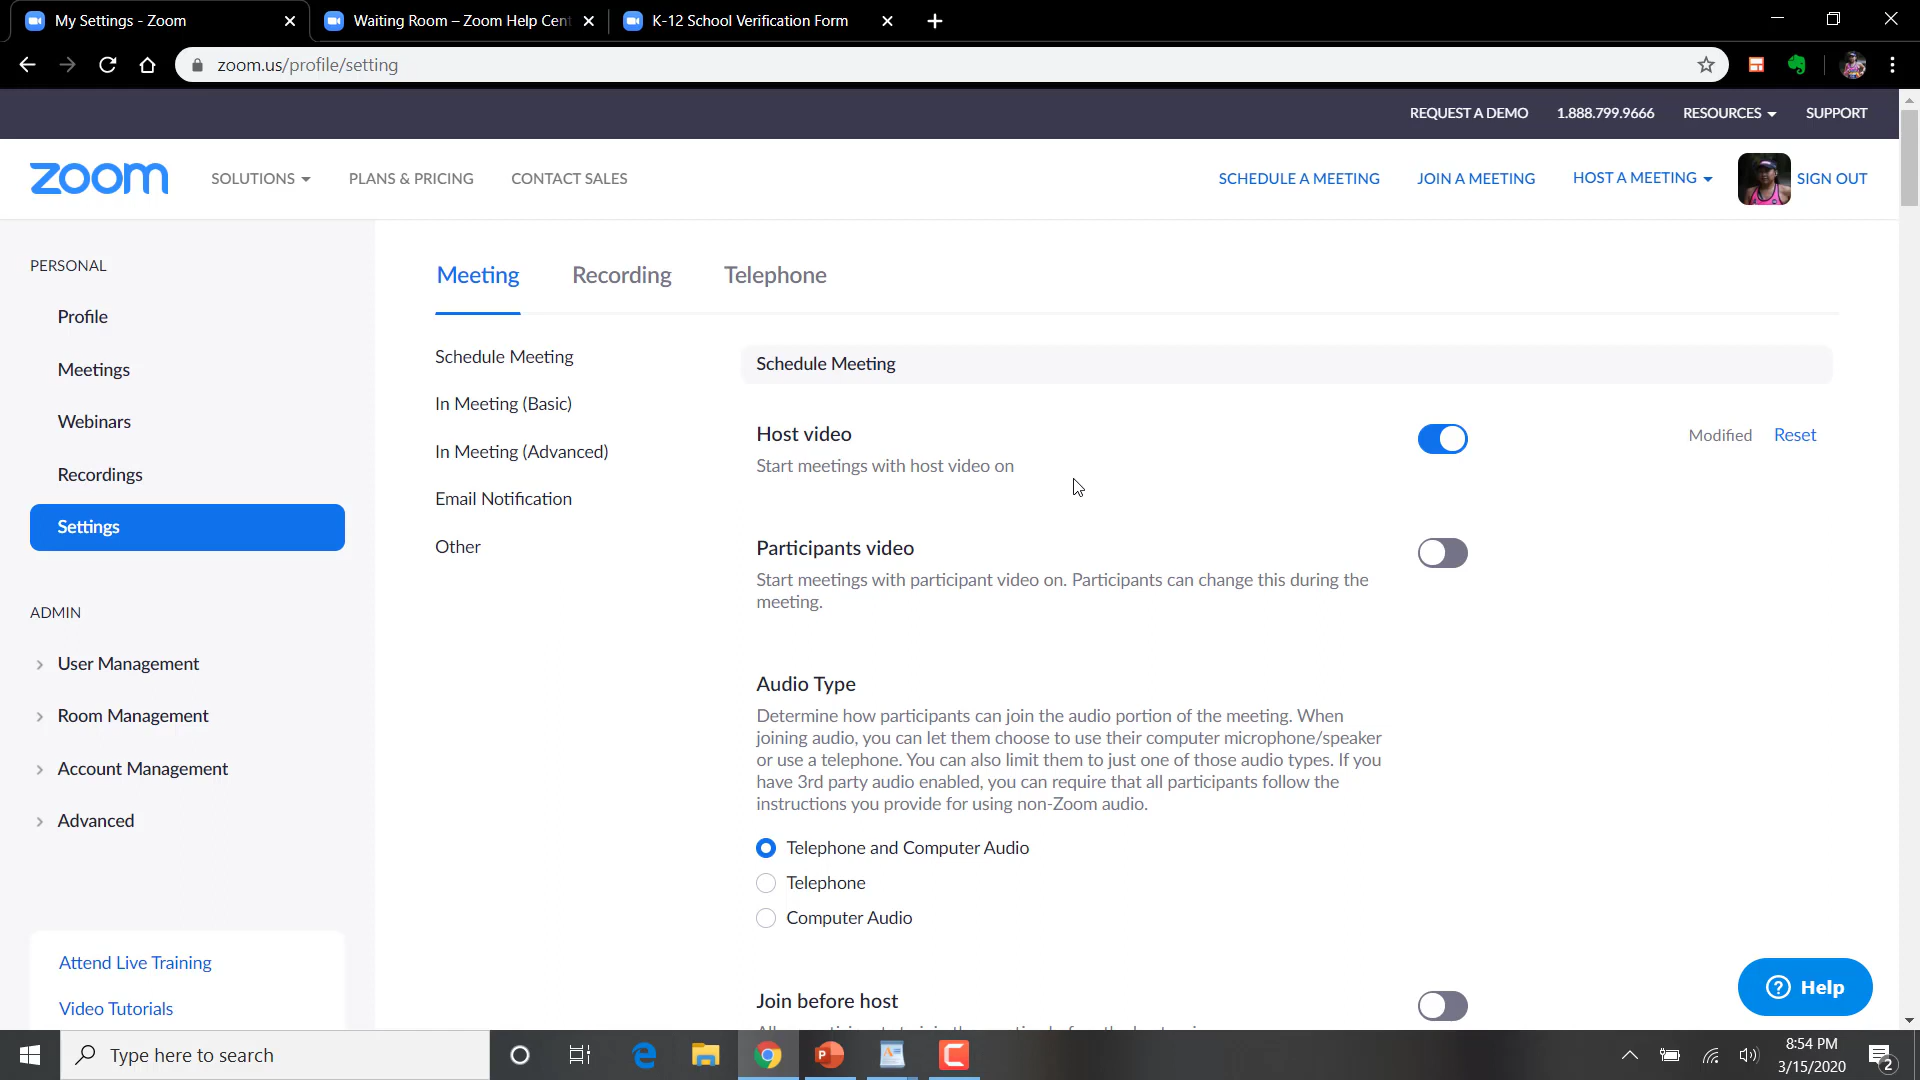 My Settings - Zoom
Waiting Room – Zoom Help Cent
K-12 School Verification Form
zoom.us/profile/setting
REQUEST A DEMO
1.888.799.9666
RESOURCES
SUPPORT
zoom
SOLUTIONS
PLANS & PRICING
CONTACT SALES
SCHEDULE A MEETING
JOIN A MEETING
HOST A MEETING
SIGN OUT
PERSONAL
Profile
Meetings
Webinars
Recordings
Settings
ADMIN
User Management
Room Management
Account Management
Advanced
Attend Live Training
Video Tutorials
Meeting
Recording
Telephone
Schedule Meeting
In Meeting (Basic)
In Meeting (Advanced)
Email Notification
Other
Schedule Meeting
Host video
Start meetings with host video on
Modified
Reset
Participants video
Start meetings with participant video on. Participants can change this during the
meeting.
Audio Type
Determine how participants can join the audio portion of the meeting. When
joining audio, you can let them choose to use their computer microphone/speaker
or use a telephone. You can also limit them to just one of those audio types. If you
have 3rd party audio enabled, you can require that all participants follow the
instructions you provide for using non-Zoom audio.
Telephone and Computer Audio
Telephone
Computer Audio
Join before host
Help
Type here to search
8:54 PM
3/15/2020
2